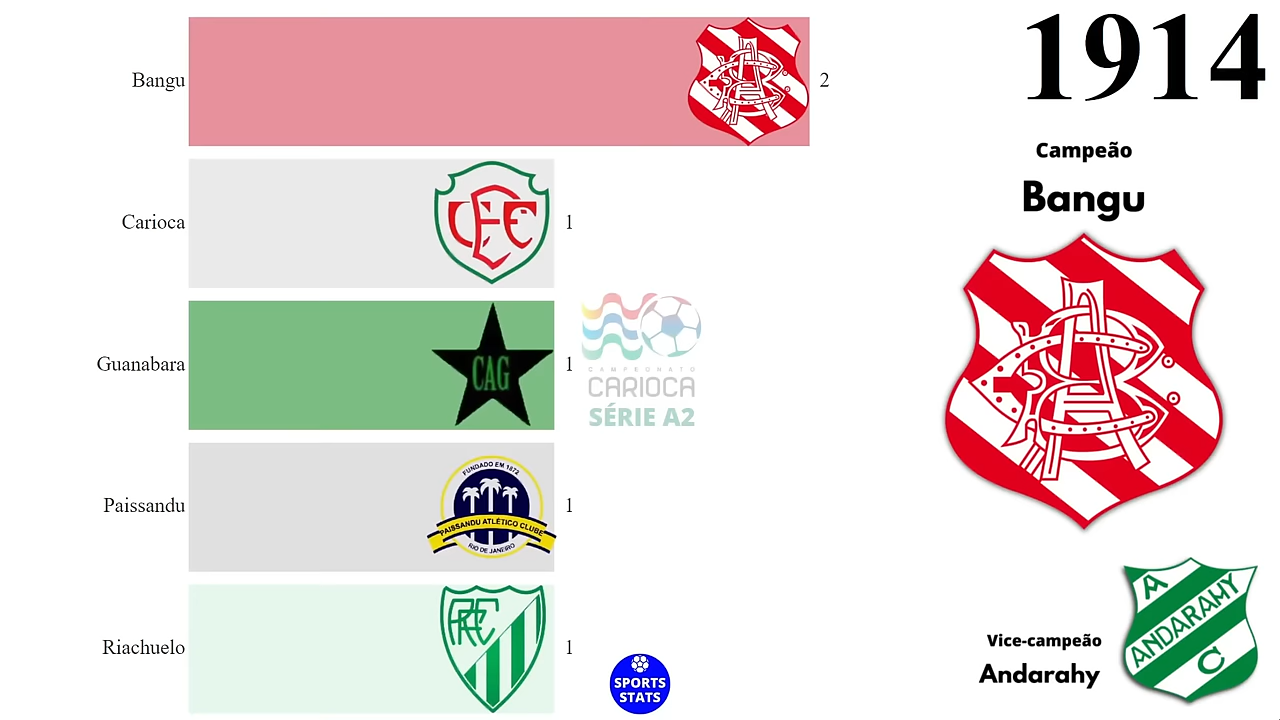 1914
Campeão
Bangu
Bangu
2
Carioca
1
Guanabara
CAG
1
CAMPEONATO
CARIOCA
SÉRIE A2
Paissandu
FUNDADO EM 1872
PAISSANDU ATLÉTICO CLUBE
RIO DE JANEIRO
1
Riachuelo
1
SPORTS
STATS
Vice-campeão
Andarahy
A
ANDARAHY
C